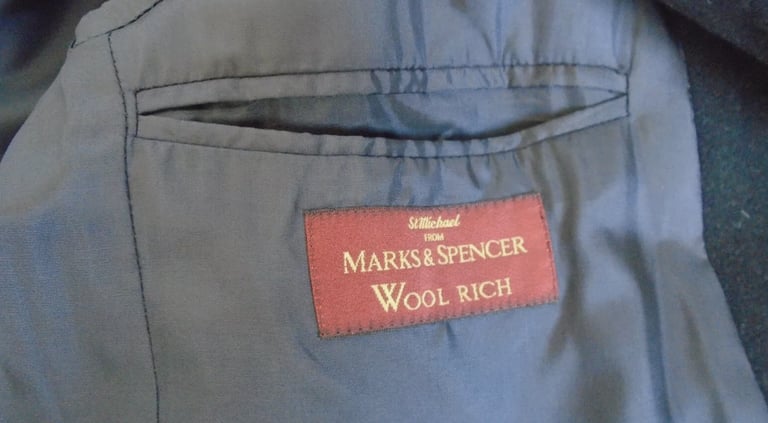 StMichael
FROM
MARKS & SPENCER
WOOL RICH